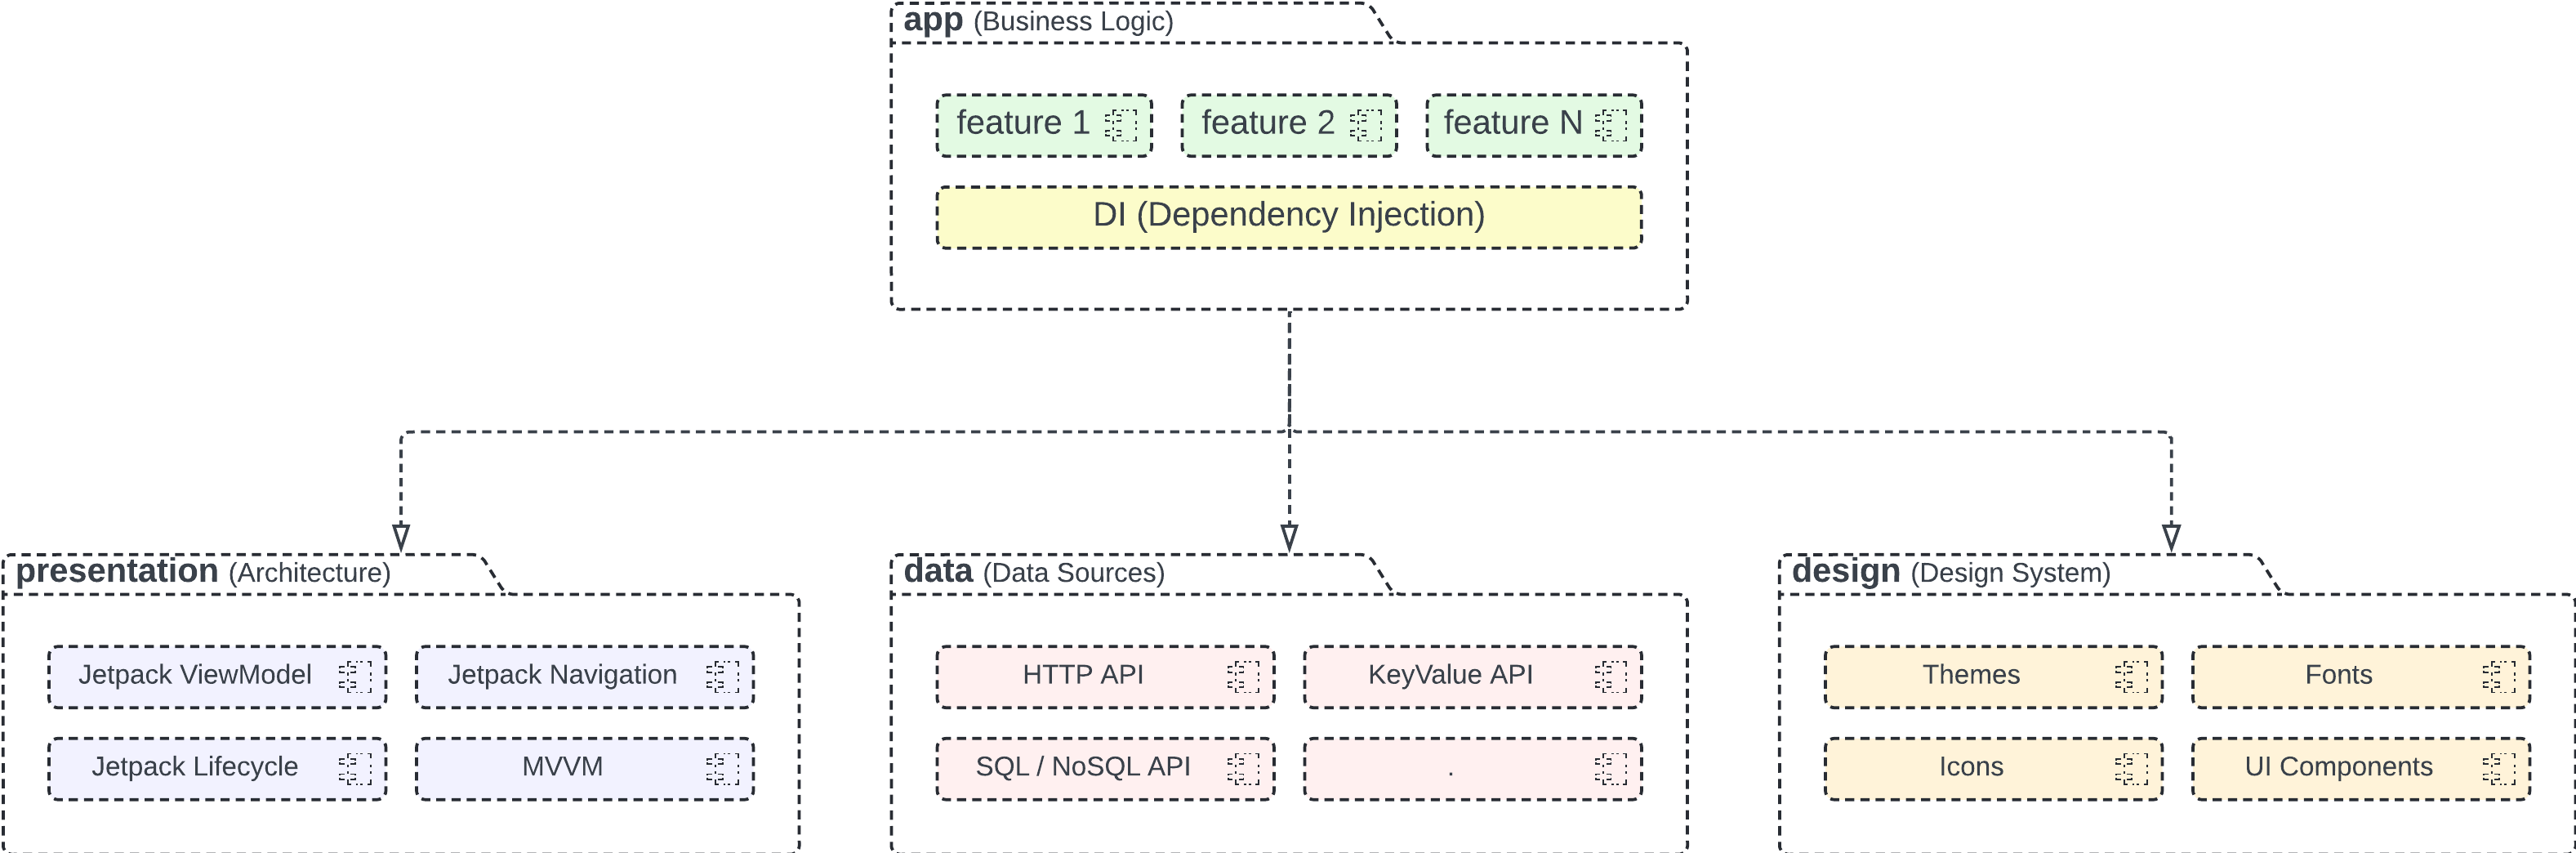 app (Business Logic)
feature 1
feature 2
feature N
DI (Dependency Injection)
presentation (Architecture)
Jetpack ViewModel
Jetpack Navigation
Jetpack Lifecycle
MVVM
data (Data Sources)
HTTP API
KeyValue API
SQL / NoSQL API
.
design (Design System)
Themes
Fonts
Icons
UI Components